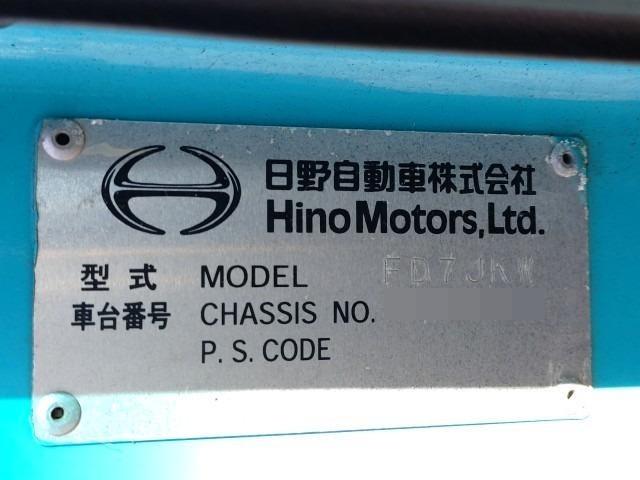 日野自動車株式会社
Hino Motors, Ltd.
型式 MODEL FD7JKW
車台番号 CHASSIS NO.
P. S. CODE